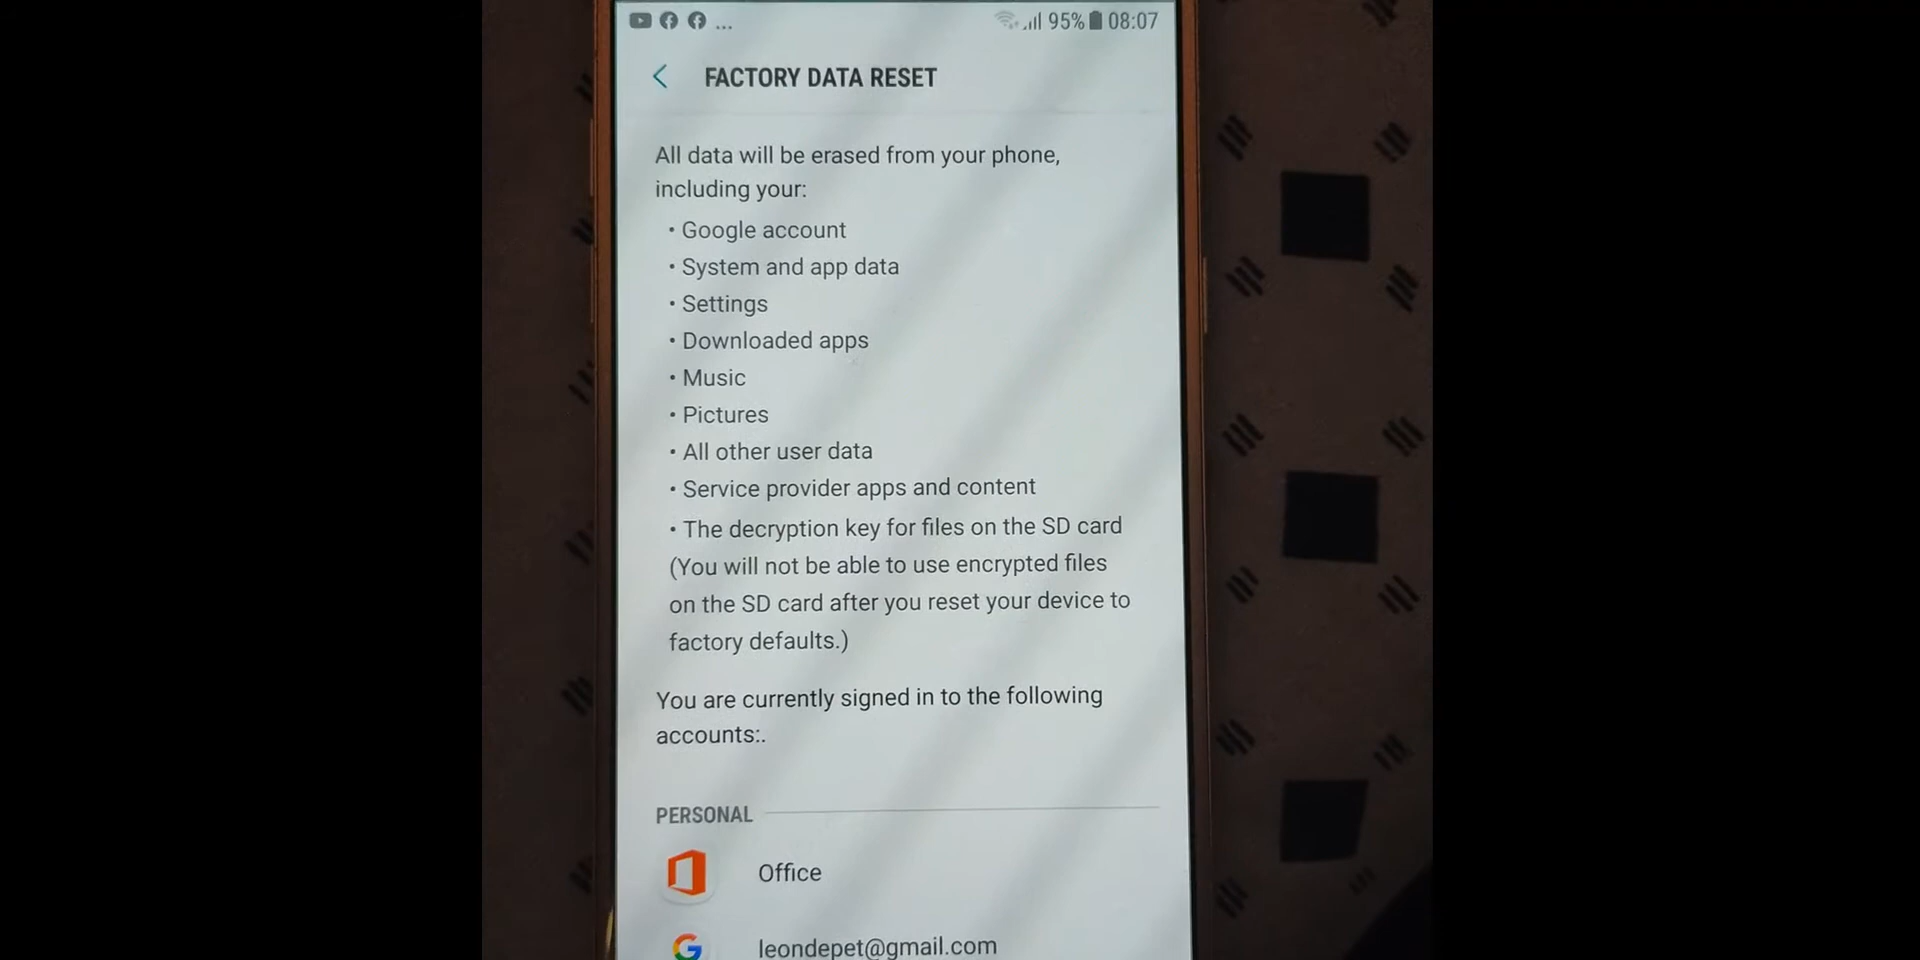 ... 95% 08:07
FACTORY DATA RESET
All data will be erased from your phone,
including your:
• Google account
• System and app data
• Settings
• Downloaded apps
• Music
• Pictures
• All other user data
• Service provider apps and content
• The decryption key for files on the SD card
(You will not be able to use encrypted files
on the SD card after you reset your device to
factory defaults.)
You are currently signed in to the following
accounts:.
PERSONAL
Office
leondepet@gmail.com